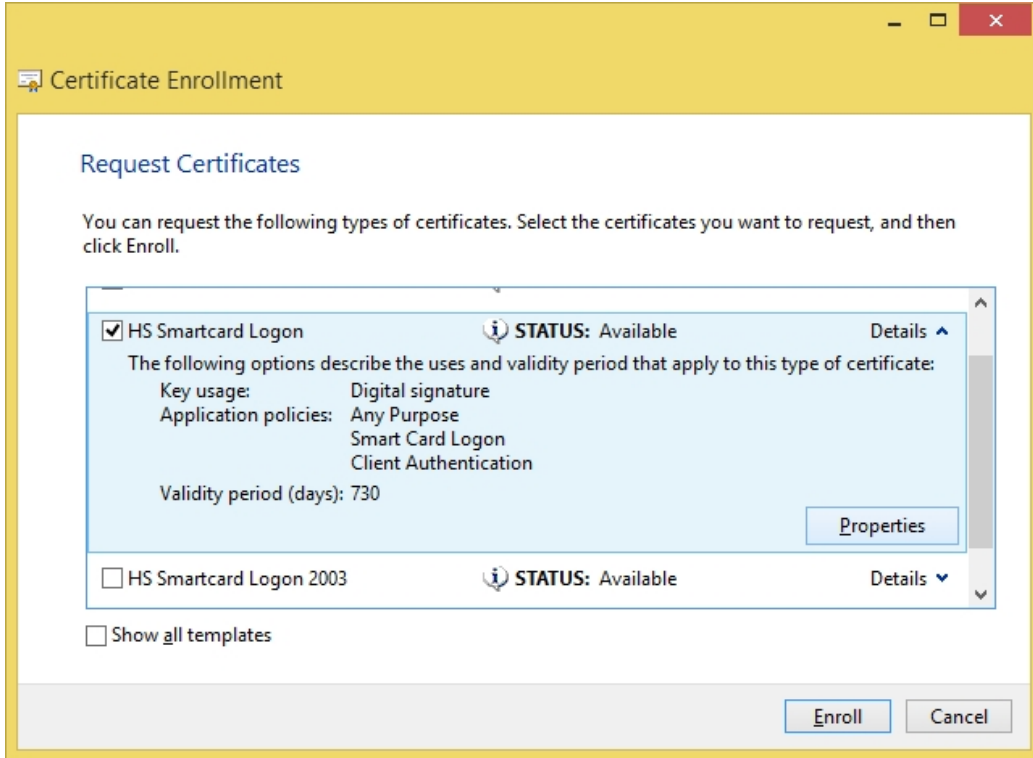 Certificate Enrollment
Request Certificates
You can request the following types of certificates. Select the certificates you want to request, and then
click Enroll.
HS Smartcard Logon STATUS: Available Details
The following options describe the uses and validity period that apply to this type of certificate:
Key usage: Digital signature
Application policies: Any Purpose
Smart Card Logon
Client Authentication
Validity period (days): 730
Properties
HS Smartcard Logon 2003 STATUS: Available Details
Show all templates
Enroll Cancel